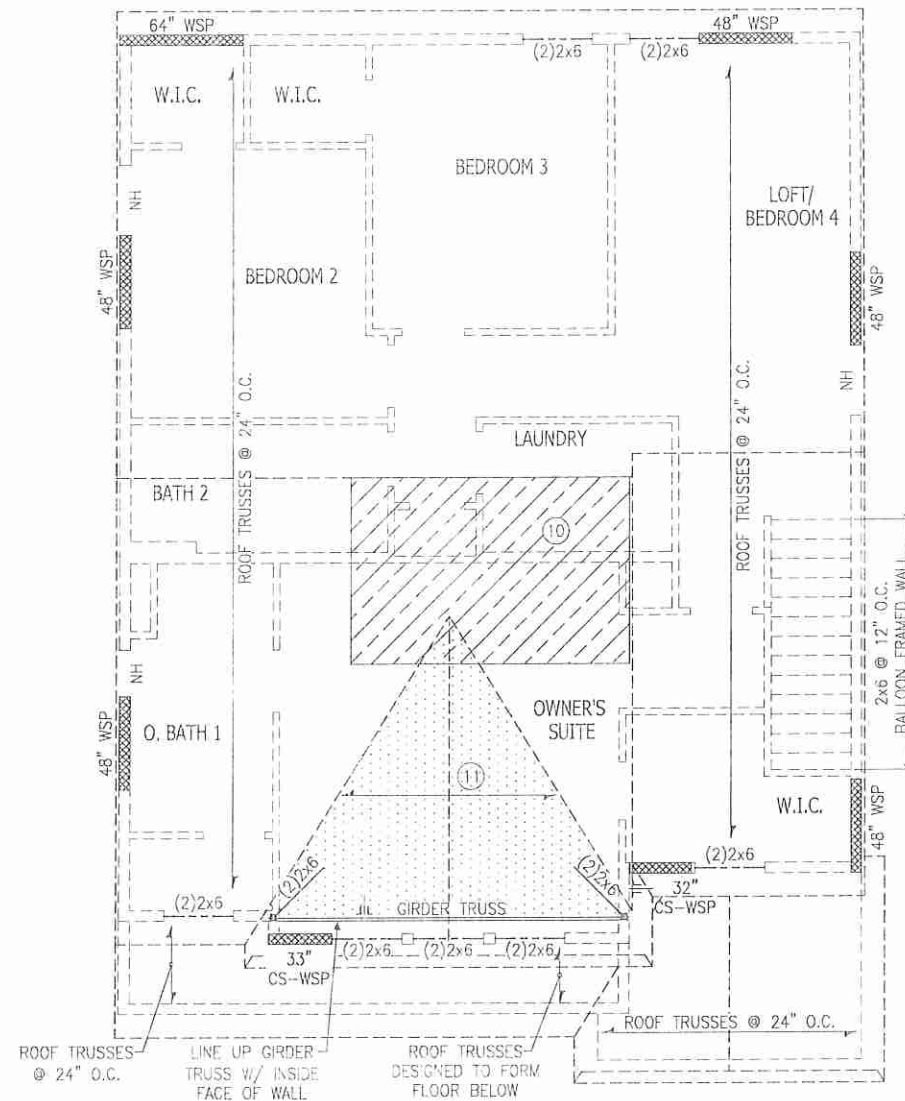 64" WSP
48" WSP
(2)2x6
(2)2x6
W.I.C.
W.I.C.
BEDROOM 3
LOFT/
BEDROOM 4
NH
48" WSP
BEDROOM 2
48" WSP
NH
ROOF TRUSSES @ 24" O.C.
ROOF TRUSSES @ 24" O.C.
LAUNDRY
BATH 2
10
2x6 @ 12" O.C.
BALLOON FRAMED WALL
NH
48" WSP
O. BATH 1
OWNER'S
SUITE
11
W.I.C.
48" WSP
(2)2x6
(2)2x6
(2)2x6
32"
CS-WSP
(2)2x6
GIRDER TRUSS
33"
CS-WSP
(2)2x6
(2)2x6
(2)2x6
ROOF TRUSSES @ 24" O.C.
ROOF TRUSSES
@ 24" O.C.
LINE UP GIRDER
TRUSS W/ INSIDE
FACE OF WALL
ROOF TRUSSES
DESIGNED TO FORM
FLOOR BELOW